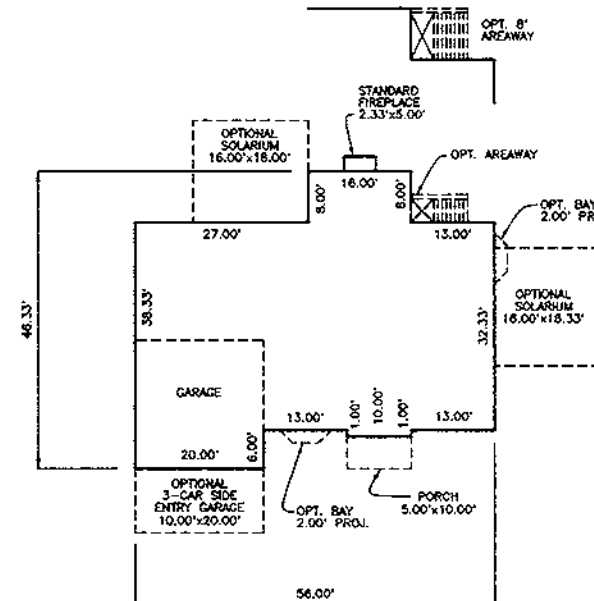 OPT. 8'
AREAWAY
STANDARD
FIREPLACE
2.33'x5.00'
OPTIONAL
SOLARIUM
16.00'x18.00'
OPT. AREAWAY
16.00'
8.00'
8.00'
OPT. BAY
2.00' PR
27.00'
13.00'
46.33'
38.33'
32.33'
OPTIONAL
SOLARIUM
16.00'x18.33'
GARAGE
13.00'
1.00'
10.00'
1.00'
13.00'
20.00'
6.00'
OPTIONAL
3-CAR SIDE
ENTRY GARAGE
10.00'x20.00'
OPT. BAY
2.00' PROJ.
PORCH
5.00'x10.00'
56.00'